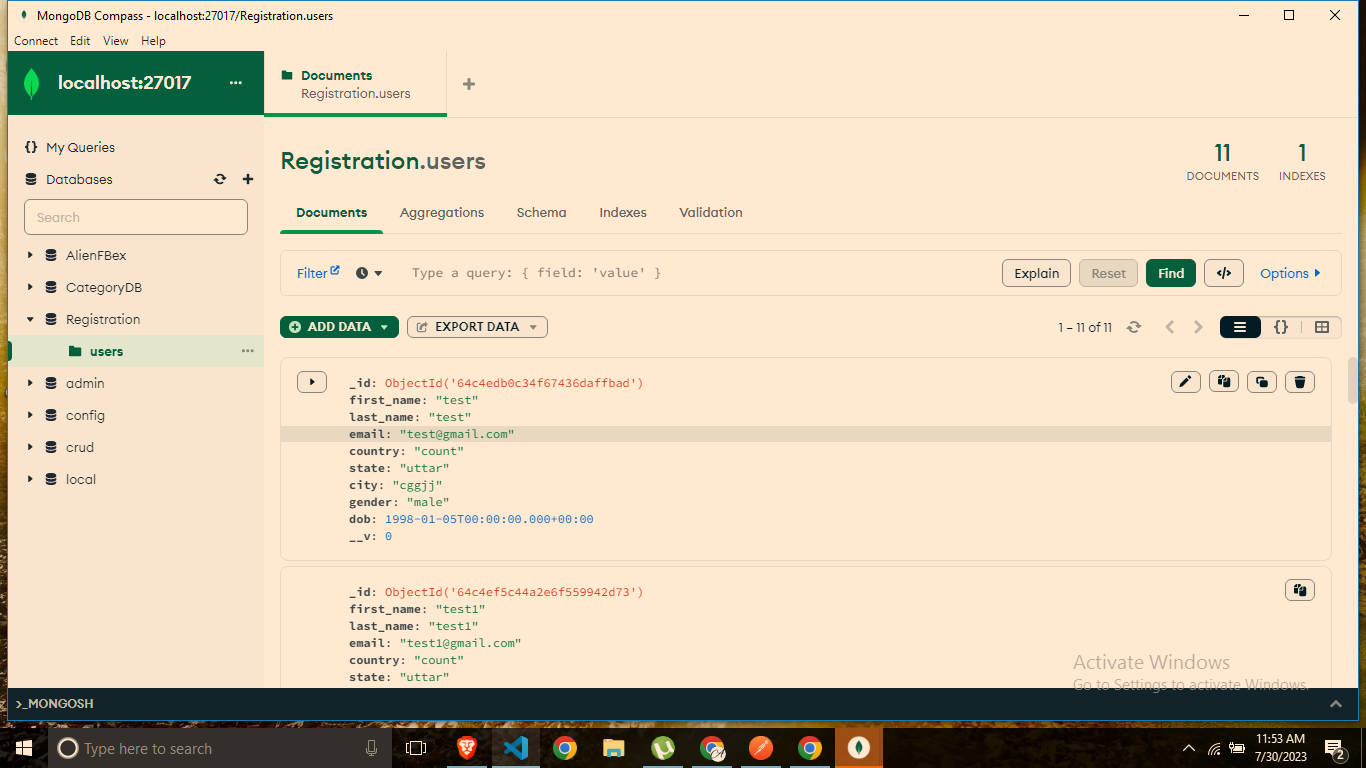 MongoDB Compass - localhost:27017/Registration.users
Connect Edit View Help
localhost:27017
Documents
Registration.users
My Queries
Databases
Search
AlienFBex
CategoryDB
Registration
users
admin
config
crud
local
Registration.users
11
DOCUMENTS
1
INDEXES
Documents Aggregations Schema Indexes Validation
Filter Type a query: { field: 'value' } Explain Reset Find </> Options
ADD DATA EXPORT DATA 1 – 11 of 11 {}
_id: ObjectId('64c4edb0c34f67436daffbad')
first_name: "test"
last_name: "test"
email: "test@gmail.com"
country: "count"
state: "uttar"
city: "cggjj"
gender: "male"
dob: 1998-01-05T00:00:00.000+00:00
__v: 0
_id: ObjectId('64c4ef5c44a2e6f559942d73')
first_name: "test1"
last_name: "test1"
email: "test1@gmail.com"
country: "count"
state: "uttar"
Activate Windows
Go to Settings to activate Windows.
>_MONGOSH
Type here to search
11:53 AM
7/30/2023
2